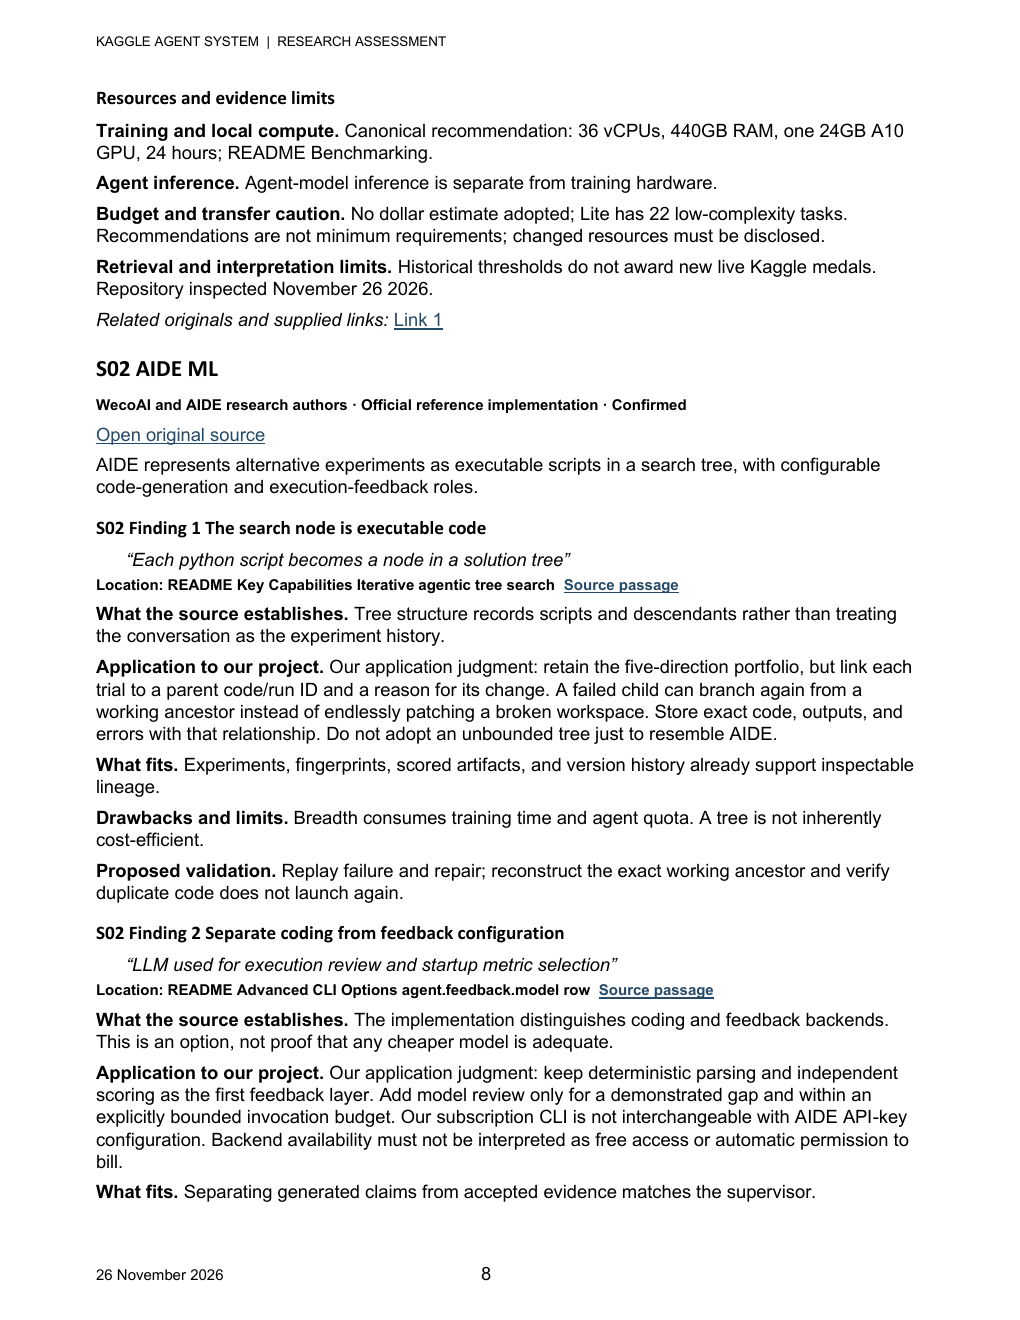 KAGGLE AGENT SYSTEM | RESEARCH ASSESSMENT
Resources and evidence limits
Training and local compute. Canonical recommendation: 36 vCPUs, 440GB RAM, one 24GB A10
GPU, 24 hours; README Benchmarking.
Agent inference. Agent-model inference is separate from training hardware.
Budget and transfer caution. No dollar estimate adopted; Lite has 22 low-complexity tasks.
Recommendations are not minimum requirements; changed resources must be disclosed.
Retrieval and interpretation limits. Historical thresholds do not award new live Kaggle medals.
Repository inspected November 26 2026.
Related originals and supplied links: Link 1
S02 AIDE ML
WecoAI and AIDE research authors · Official reference implementation · Confirmed
Open original source
AIDE represents alternative experiments as executable scripts in a search tree, with configurable
code-generation and execution-feedback roles.
S02 Finding 1 The search node is executable code
“Each python script becomes a node in a solution tree”
Location: README Key Capabilities Iterative agentic tree search Source passage
What the source establishes. Tree structure records scripts and descendants rather than treating
the conversation as the experiment history.
Application to our project. Our application judgment: retain the five-direction portfolio, but link each
trial to a parent code/run ID and a reason for its change. A failed child can branch again from a
working ancestor instead of endlessly patching a broken workspace. Store exact code, outputs, and
errors with that relationship. Do not adopt an unbounded tree just to resemble AIDE.
What fits. Experiments, fingerprints, scored artifacts, and version history already support inspectable
lineage.
Drawbacks and limits. Breadth consumes training time and agent quota. A tree is not inherently
cost-efficient.
Proposed validation. Replay failure and repair; reconstruct the exact working ancestor and verify
duplicate code does not launch again.
S02 Finding 2 Separate coding from feedback configuration
“LLM used for execution review and startup metric selection”
Location: README Advanced CLI Options agent.feedback.model row Source passage
What the source establishes. The implementation distinguishes coding and feedback backends.
This is an option, not proof that any cheaper model is adequate.
Application to our project. Our application judgment: keep deterministic parsing and independent
scoring as the first feedback layer. Add model review only for a demonstrated gap and within an
explicitly bounded invocation budget. Our subscription CLI is not interchangeable with AIDE API-key
configuration. Backend availability must not be interpreted as free access or automatic permission to
bill.
What fits. Separating generated claims from accepted evidence matches the supervisor.
26 November 2026
8